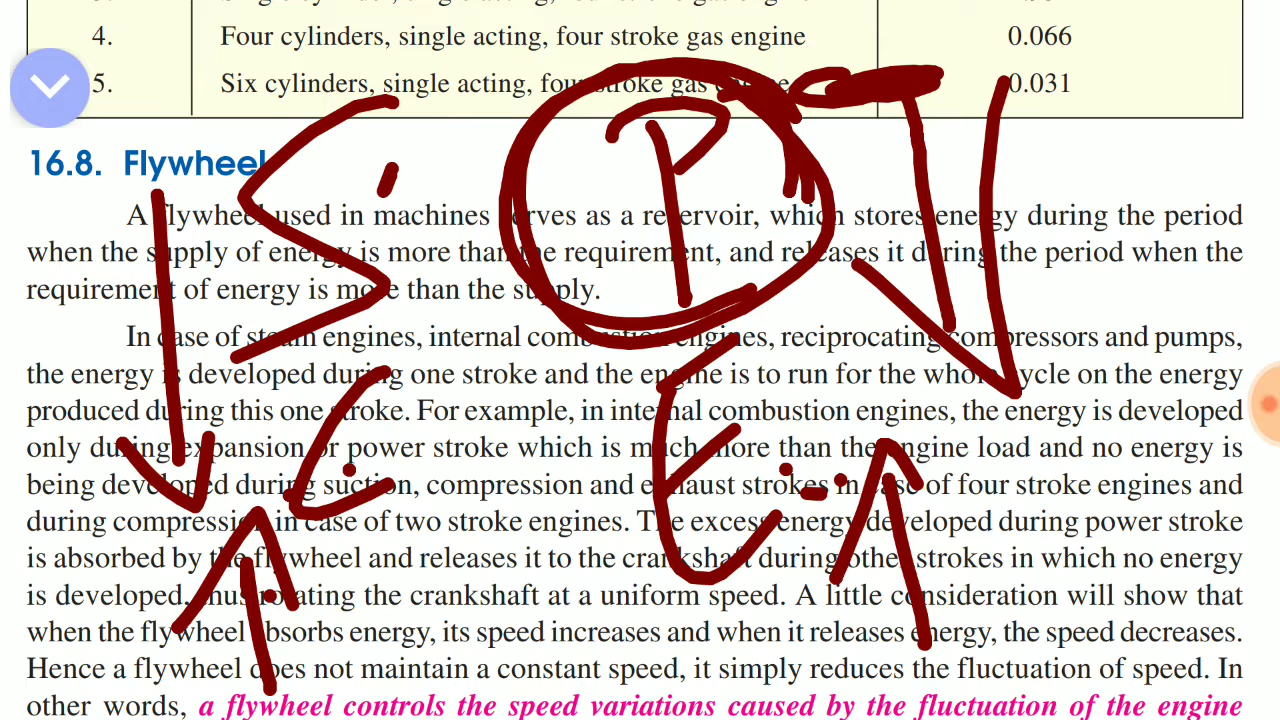 4. Four cylinders, single acting, four stroke gas engine 0.066
5. Six cylinders, single acting, four stroke gas engine 0.031
16.8. Flywheel
A flywheel used in machines serves as a reservoir, which stores energy during the period
when the supply of energy is more than the requirement, and releases it during the period when the
requirement of energy is more than the supply.
In case of steam engines, internal combustion engines, reciprocating compressors and pumps,
the energy is developed during one stroke and the engine is to run for the whole cycle on the energy
produced during this one stroke. For example, in internal combustion engines, the energy is developed
only during expansion or power stroke which is much more than the engine load and no energy is
being developed during suction, compression and exhaust strokes in case of four stroke engines and
during compression in case of two stroke engines. The excess energy developed during power stroke
is absorbed by the flywheel and releases it to the crankshaft during other strokes in which no energy
is developed, thus rotating the crankshaft at a uniform speed. A little consideration will show that
when the flywheel absorbs energy, its speed increases and when it releases energy, the speed decreases.
Hence a flywheel does not maintain a constant speed, it simply reduces the fluctuation of speed. In
other words, a flywheel controls the speed variations caused by the fluctuation of the engine
S P
C E